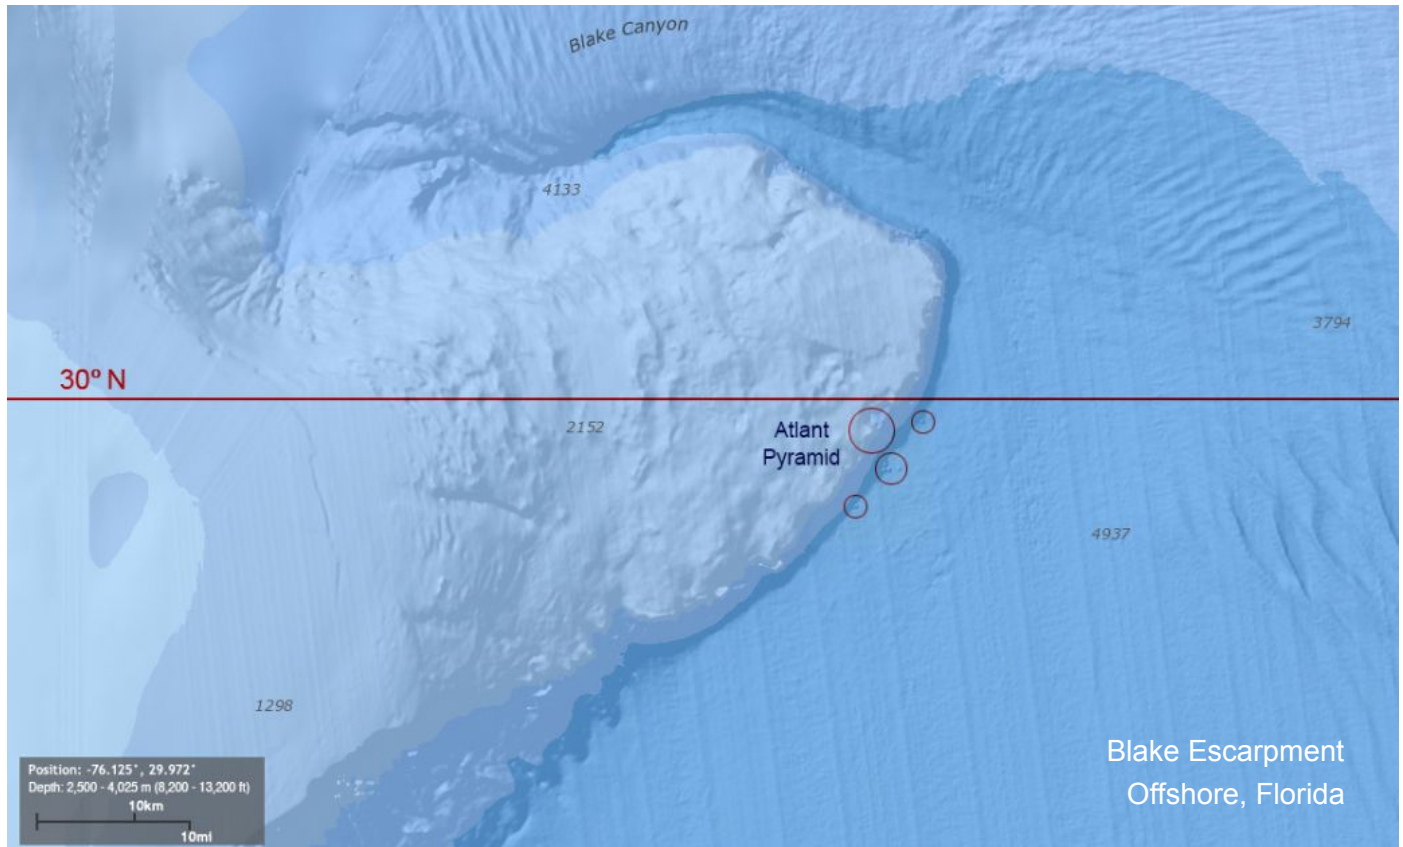 Blake Canyon
4133
3794
30° N
2152
Atlant
Pyramid
4937
1298
Blake Escarpment
Offshore, Florida
Position: -76.125°, 29.972°
Depth: 2,500 - 4,025 m (8,200 - 13,200 ft)
10km
10mi